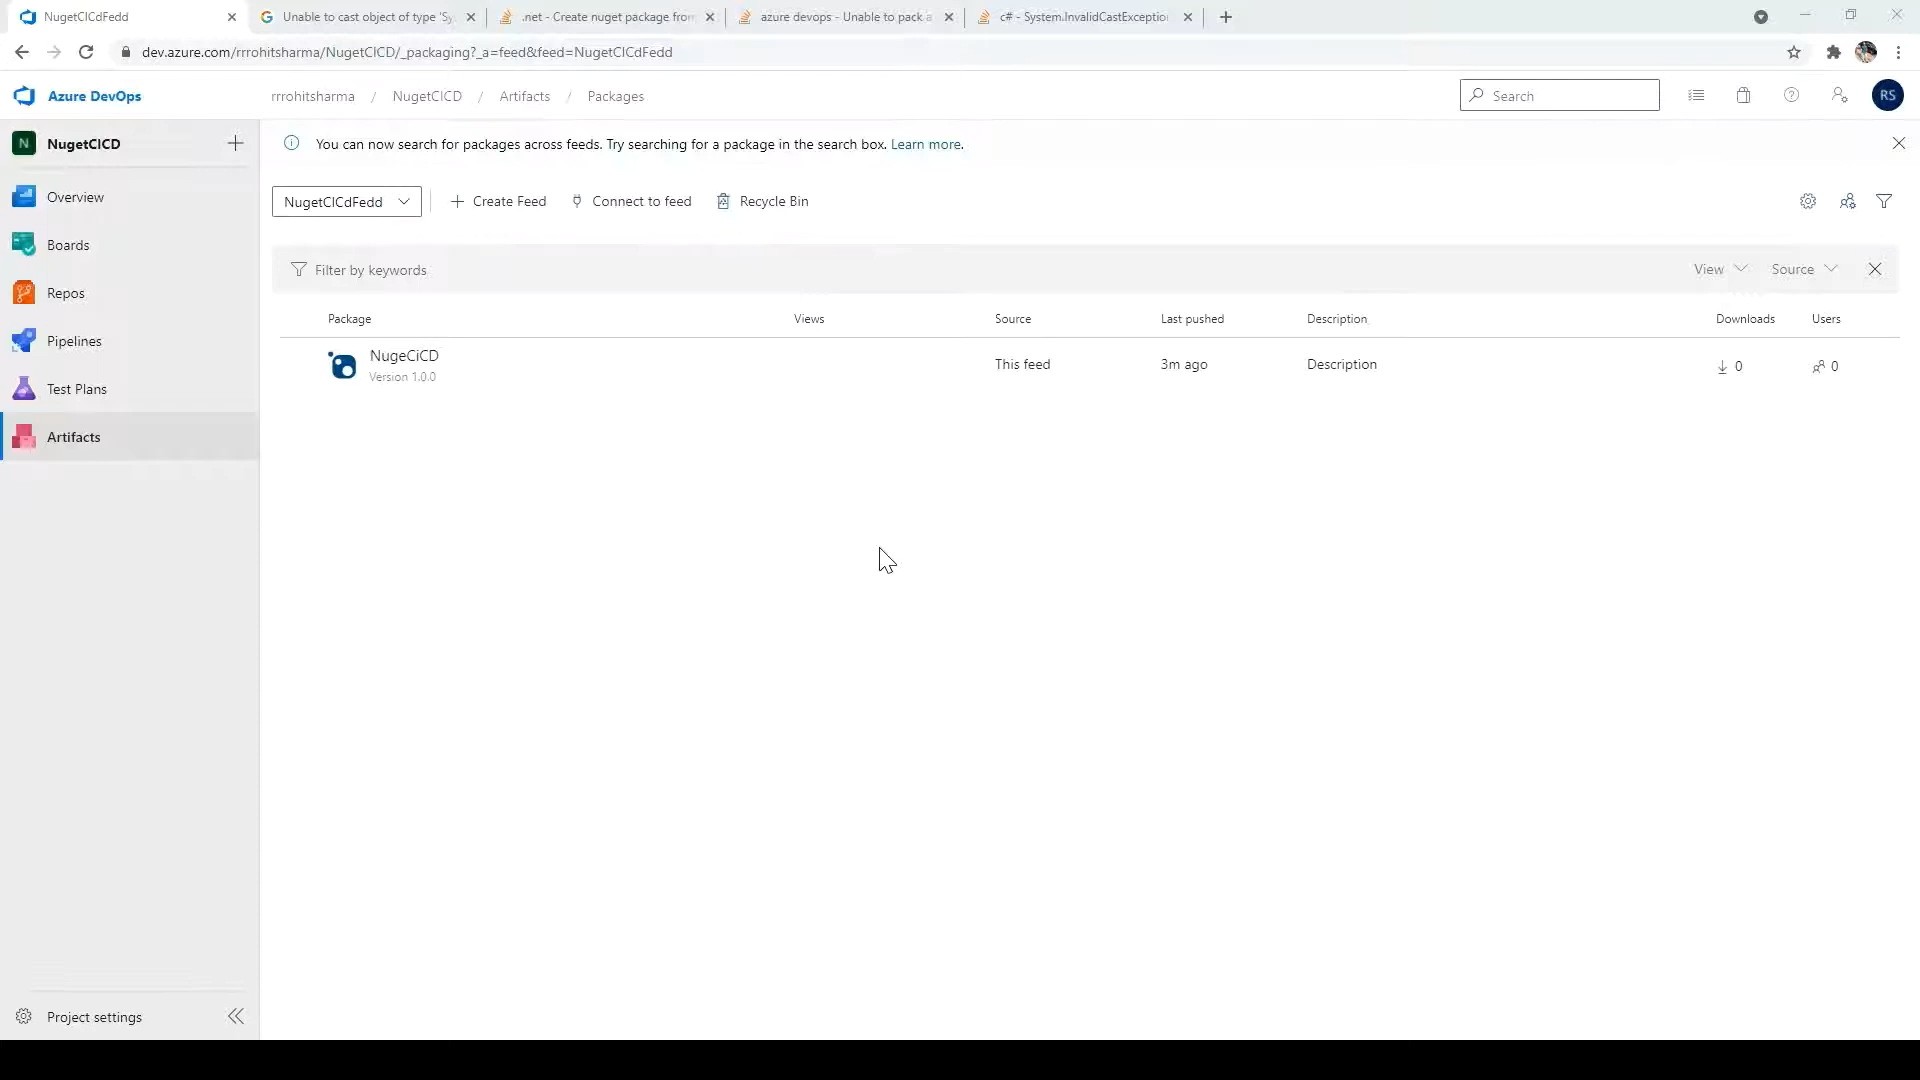 NugetCICdFedd
Unable to cast object of type 'Sy
.net - Create nuget package from
azure devops - Unable to pack a
c# - System.InvalidCastException
dev.azure.com/rrrohitsharma/NugetCICD/_packaging?_a=feed&feed=NugetCICdFedd
Azure DevOps
rrrohitsharma / NugetCICD / Artifacts / Packages
Search
RS
N NugetCICD
You can now search for packages across feeds. Try searching for a package in the search box. Learn more.
Overview
NugetCICdFedd
Create Feed
Connect to feed
Recycle Bin
Boards
Filter by keywords
View
Source
Repos
Package Views Source Last pushed Description Downloads Users
Pipelines
NugeCiCD
Version 1.0.0
This feed
3m ago
Description
0
0
Test Plans
Artifacts
Project settings